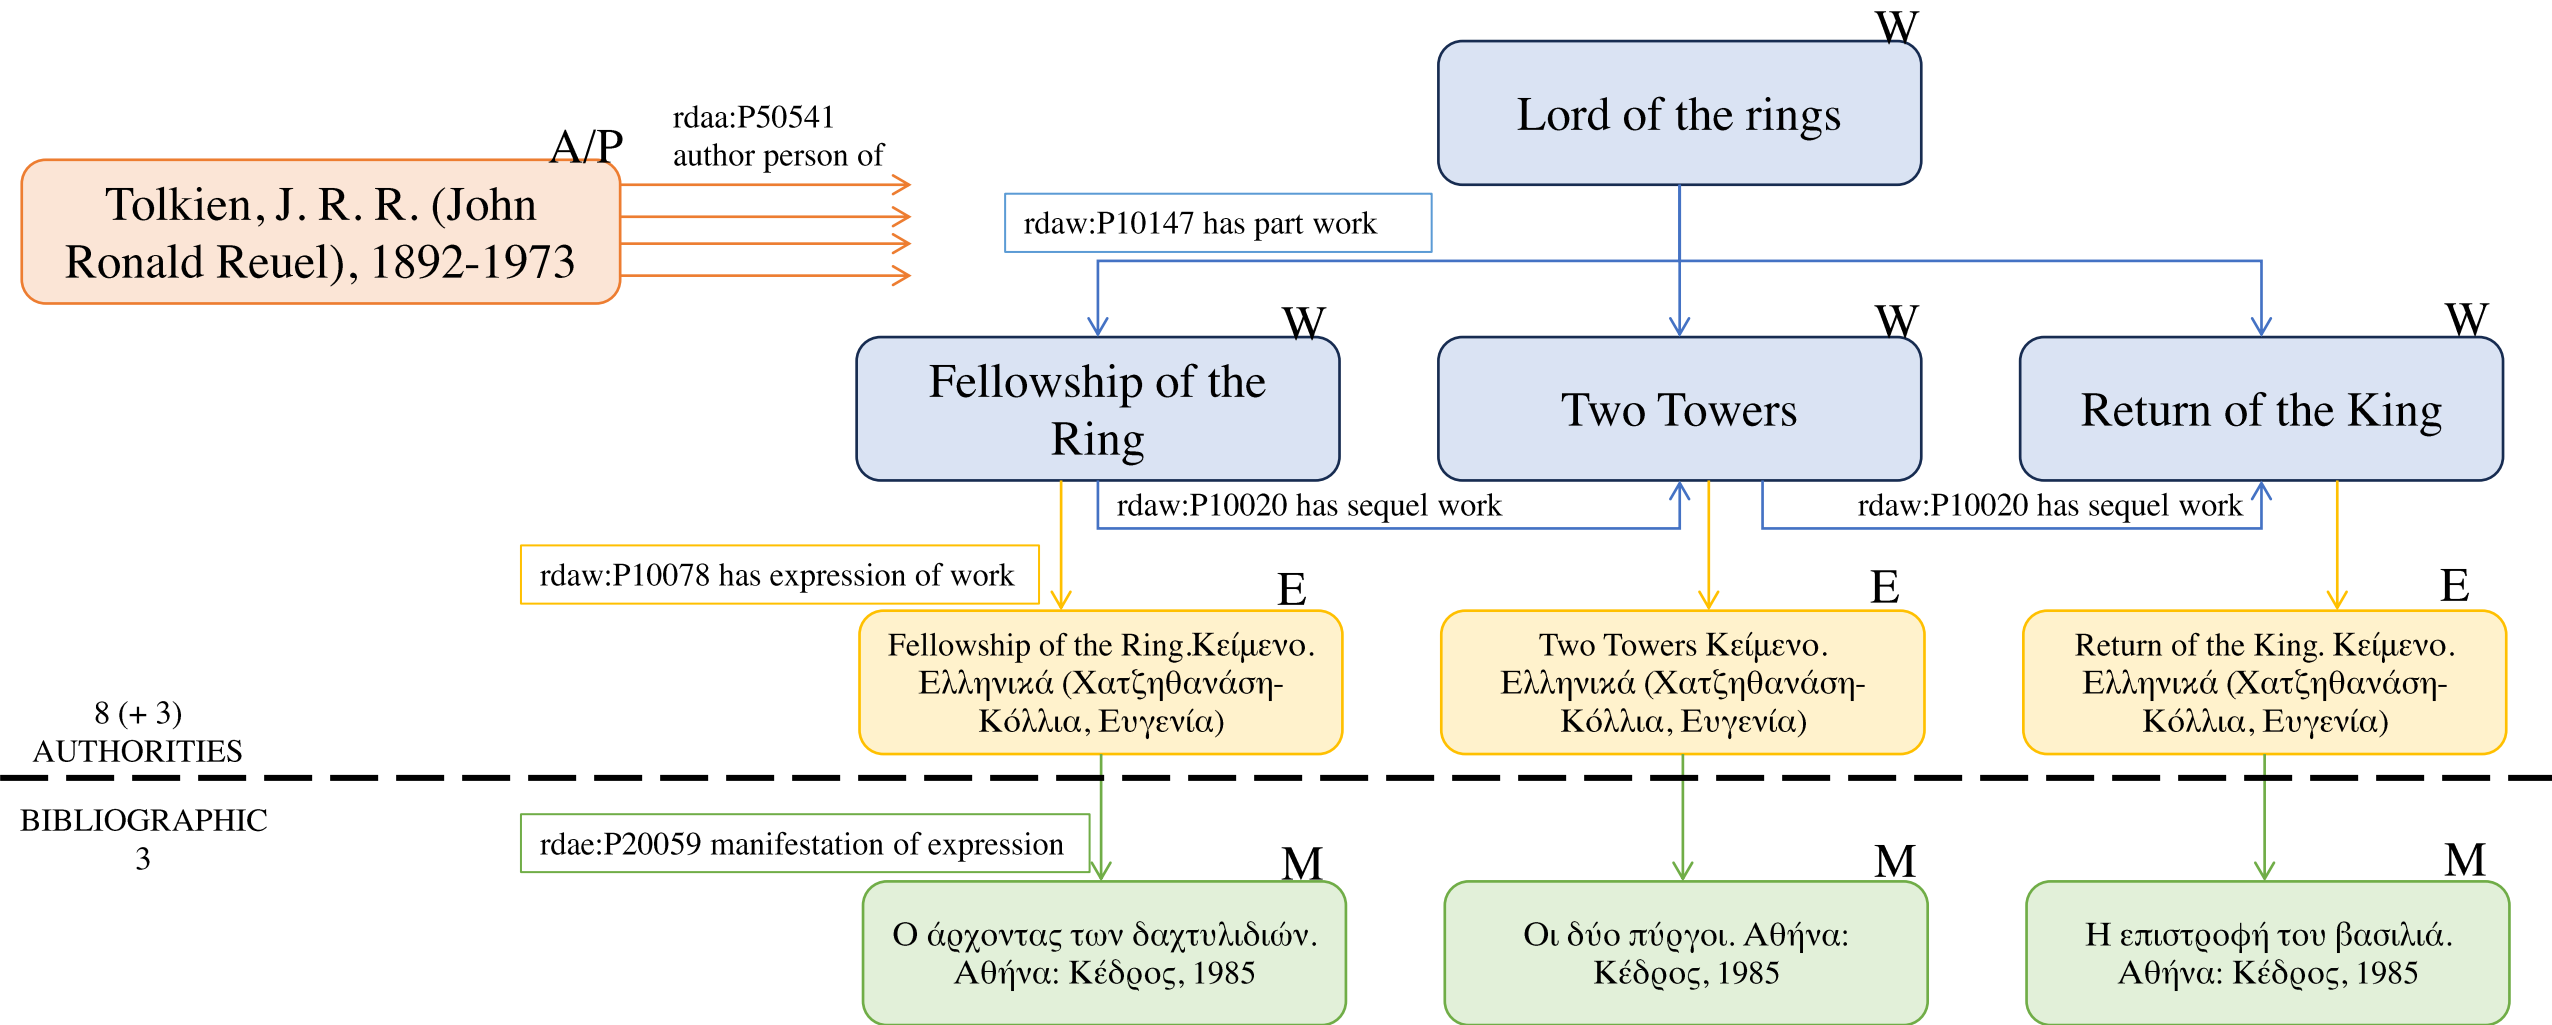 W
Lord of the rings
A/P
rdaa:P50541
author person of
Tolkien, J. R. R. (John
Ronald Reuel), 1892-1973
rdaw:P10147 has part work
W
W
W
Fellowship of the
Ring
Two Towers
Return of the King
rdaw:P10020 has sequel work
rdaw:P10020 has sequel work
rdaw:P10078 has expression of work
E
E
E
Fellowship of the Ring.Κείμενο.
Ελληνικά (Χατζηθανάση-
Κόλλια, Ευγενία)
Two Towers Κείμενο.
Ελληνικά (Χατζηθανάση-
Κόλλια, Ευγενία)
Return of the King. Κείμενο.
Ελληνικά (Χατζηθανάση-
Κόλλια, Ευγενία)
8 (+ 3)
AUTHORITIES
BIBLIOGRAPHIC
3
rdae:P20059 manifestation of expression
M
M
M
Ο άρχοντας των δαχτυλιδιών.
Αθήνα: Κέδρος, 1985
Οι δύο πύργοι. Αθήνα:
Κέδρος, 1985
Η επιστροφή του βασιλιά.
Αθήνα: Κέδρος, 1985